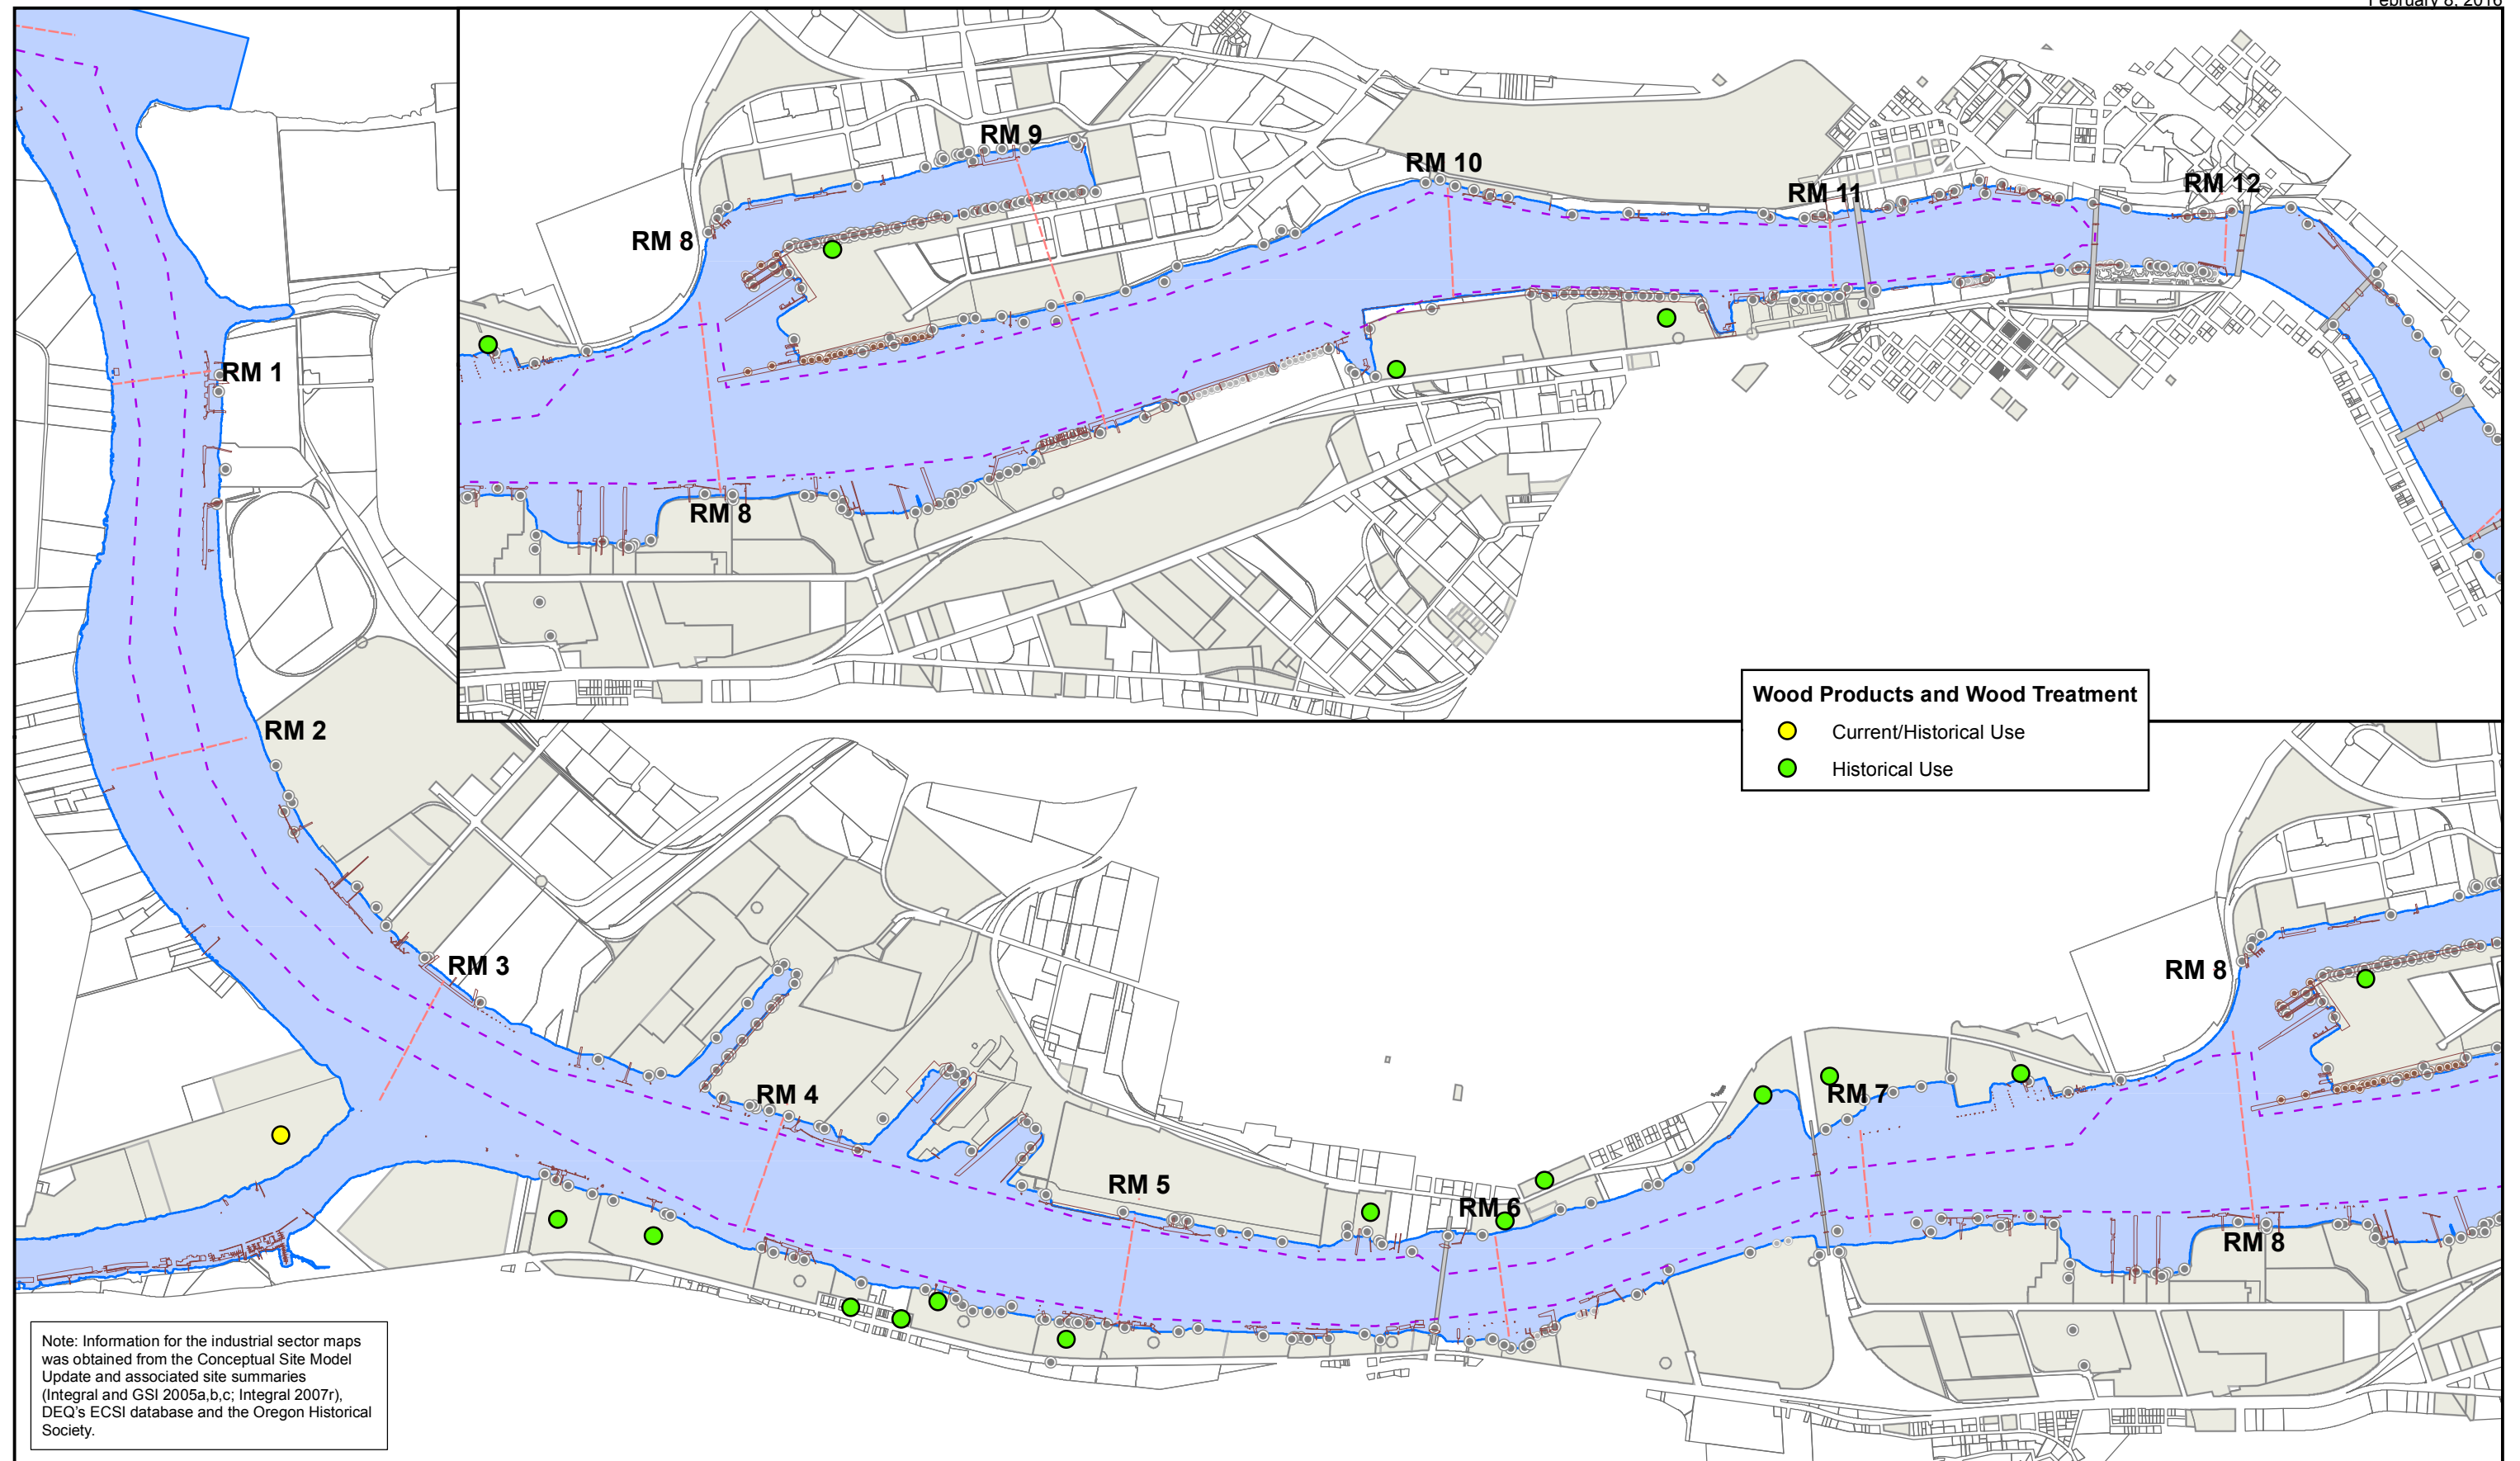 February 8, 2016
RM 9
RM 10
RM 11
RM 12
RM 8
RM 8
RM 1
RM 2
Wood Products and Wood Treatment
Current/Historical Use
Historical Use
RM 3
RM 8
RM 4
RM 7
RM 5
RM 6
RM 8
Note: Information for the industrial sector maps
was obtained from the Conceptual Site Model
Update and associated site summaries
(Integral and GSI 2005a,b,c; Integral 2007r),
DEQ's ECSI database and the Oregon Historical
Society.